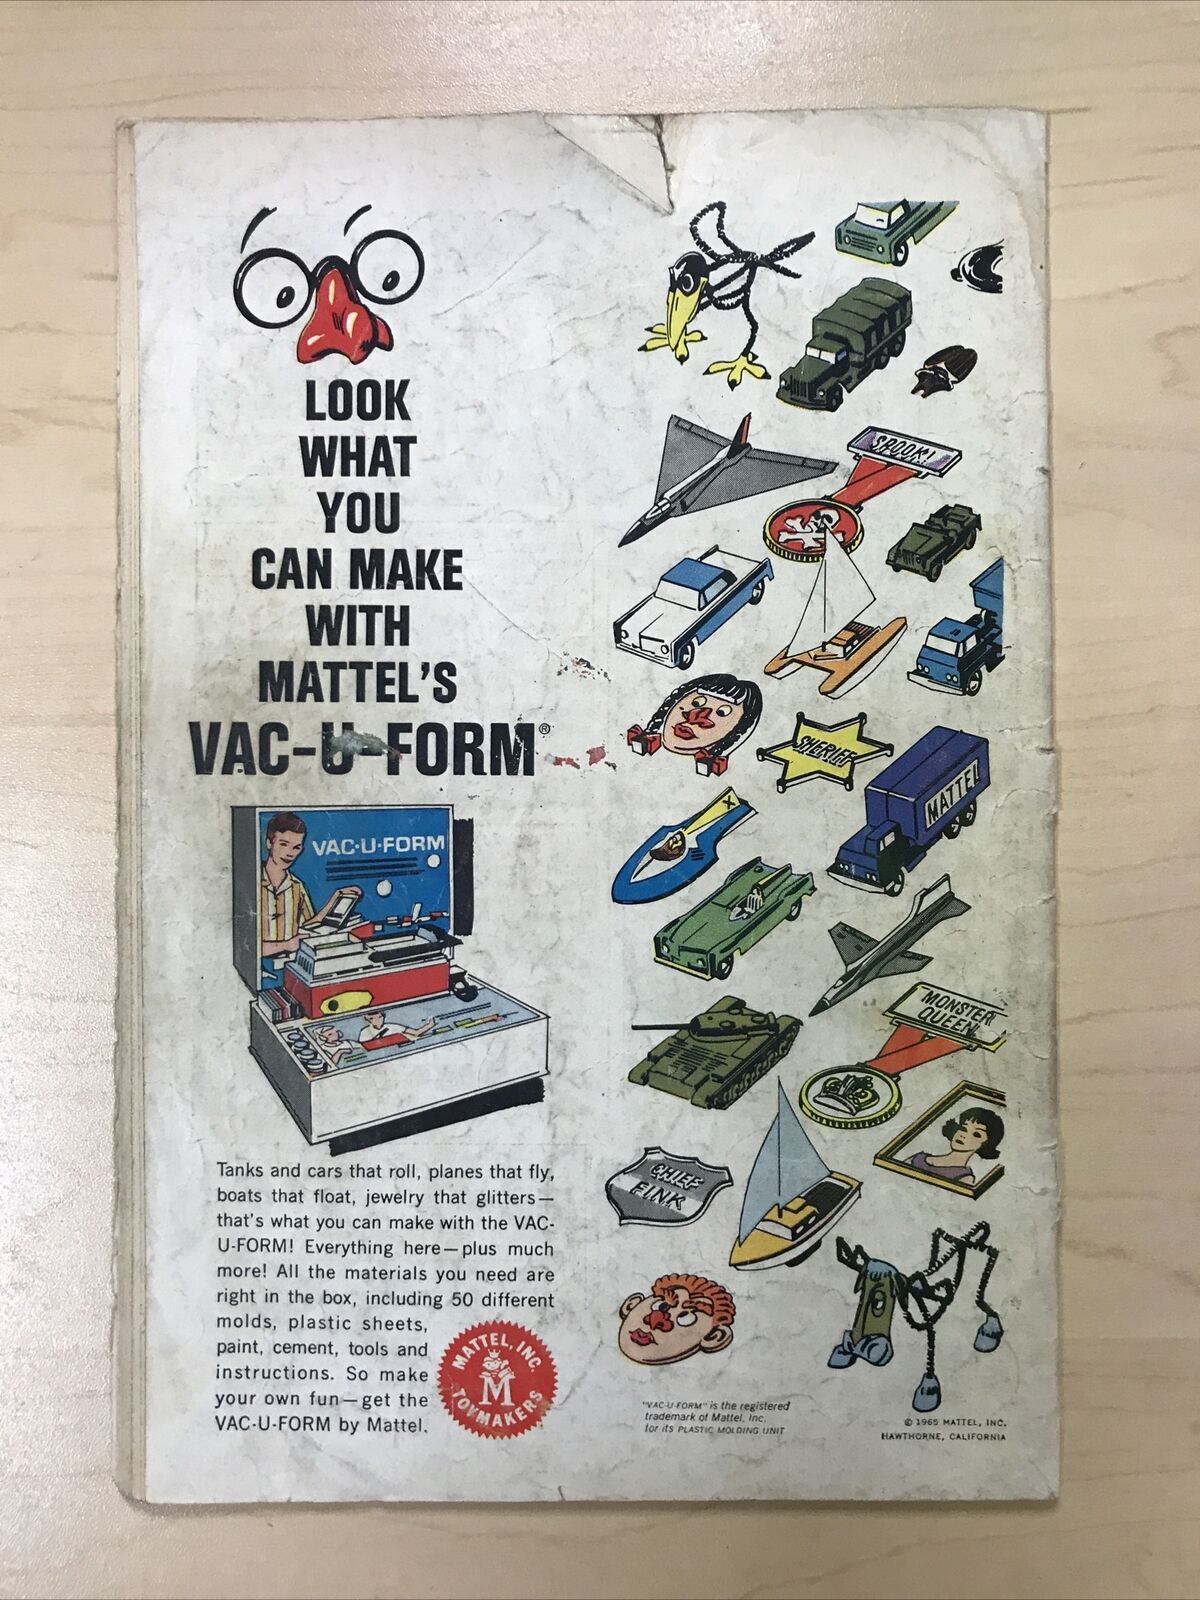 LOOK
WHAT
YOU
CAN MAKE
WITH
MATTEL'S
VAC-U-FORM®
VAC-U-FORM
Tanks and cars that roll, planes that fly,
boats that float, jewelry that glitters—
that's what you can make with the VAC-
U-FORM! Everything here—plus much
more! All the materials you need are
right in the box, including 50 different
molds, plastic sheets,
paint, cement, tools and
instructions. So make
your own fun—get the
VAC-U-FORM by Mattel.
MATTEL, INC.
M
TOYMAKERS
SPOOK!
SHERIFF
MATTEL
X
MONSTER
QUEEN
CHIEF
FINK
"VAC-U-FORM" is the registered
trademark of Mattel, Inc.
for its PLASTIC MOLDING UNIT
© 1965 MATTEL, INC.
HAWTHORNE, CALIFORNIA